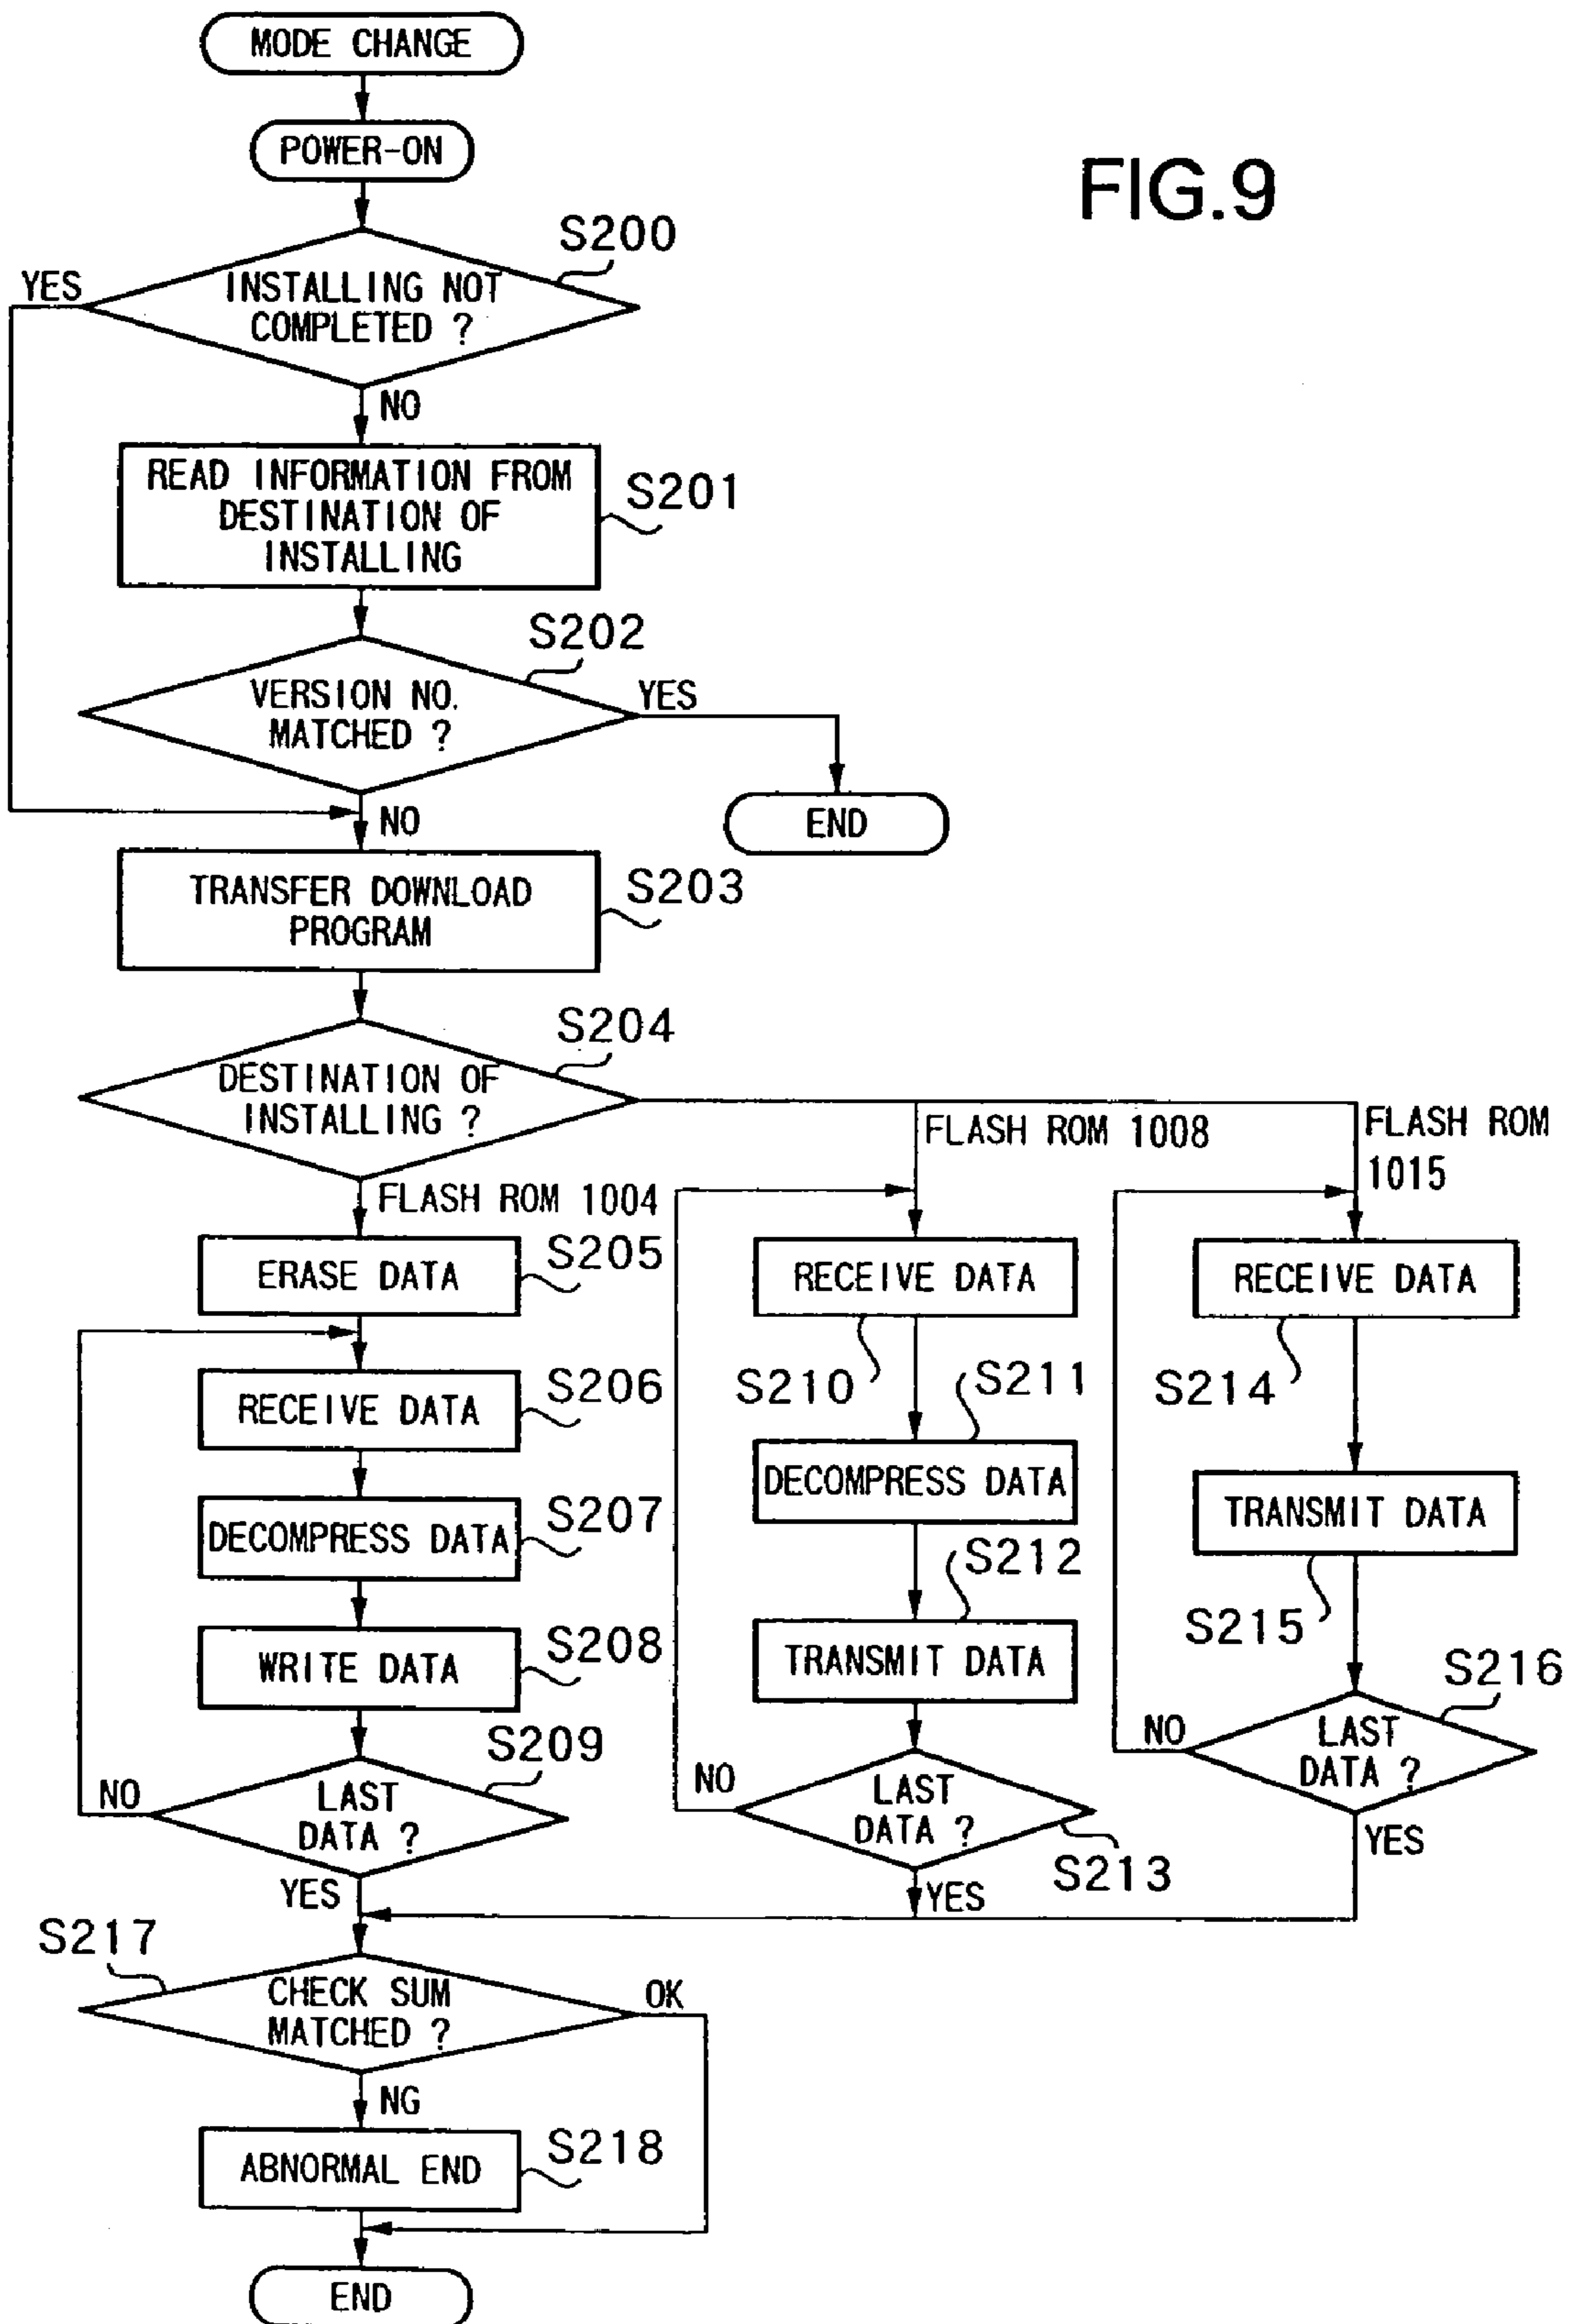 MODE CHANGE
POWER-ON
FIG.9
S200
YES
INSTALLING NOT
COMPLETED ?
NO
READ INFORMATION FROM
DESTINATION OF
INSTALLING
S201
S202
VERSION NO.
MATCHED ?
YES
NO
END
TRANSFER DOWNLOAD
PROGRAM
S203
S204
DESTINATION OF
INSTALLING ?
FLASH ROM 1004
FLASH ROM 1008
FLASH ROM
1015
ERASE DATA
S205
RECEIVE DATA
S206
DECOMPRESS DATA
S207
WRITE DATA
S208
S209
NO
LAST
DATA ?
YES
RECEIVE DATA
S210
S211
DECOMPRESS DATA
S212
TRANSMIT DATA
NO
LAST
DATA ?
S213
YES
RECEIVE DATA
S214
TRANSMIT DATA
S215
S216
NO
LAST
DATA ?
YES
S217
CHECK SUM
MATCHED ?
OK
NG
ABNORMAL END
S218
END